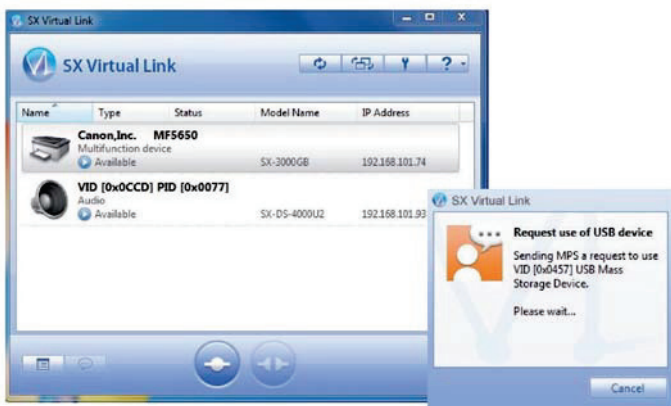 SX Virtual Link
SX Virtual Link
Name Type Status Model Name IP Address
Canon,Inc. MF5650
Multifunction device
Available SX-3000GB 192.168.101.74
VID [0x0CCD] PID [0x0077]
Audio
Available SX-DS-4000U2 192.168.101.93
SX Virtual Link
Request use of USB device
Sending MPS a request to use
VID [0x0457] USB Mass
Storage Device.
Please wait...
Cancel